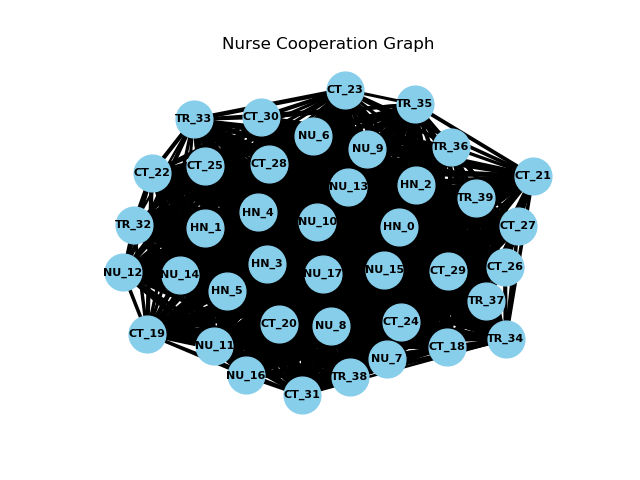 Nurse Cooperation Graph
CT_23
TR_35
TR_33
CT_30
NU_6
NU_9
TR_36
CT_25
CT_28
CT_22
CT_21
NU_13
HN_2
TR_39
HN_4
TR_32
HN_1
NU_10
HN_0
CT_27
NU_12
NU_14
HN_3
NU_17
NU_15
CT_29
CT_26
HN_5
TR_37
CT_19
CT_20
NU_8
CT_24
TR_34
NU_11
CT_18
NU_7
NU_16
TR_38
CT_31